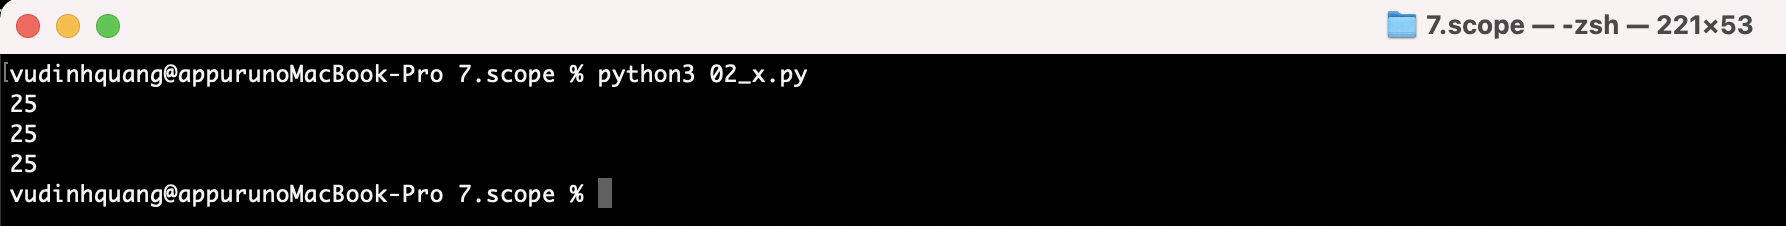 7.scope — -zsh — 221×53
[vudinhquang@appurunoMacBook-Pro 7.scope % python3 02_x.py
25
25
25
vudinhquang@appurunoMacBook-Pro 7.scope %